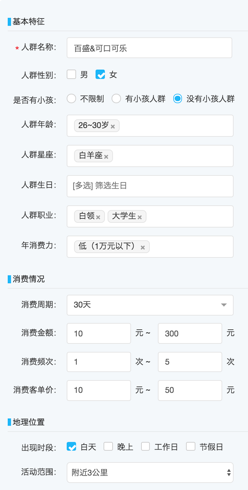 基本特征
* 人群名称: 百盛&可口可乐
人群性别: 男 女
是否有小孩: 不限制 有小孩人群 没有小孩人群
人群年龄: 26~30岁 ×
人群星座: 白羊座 ×
人群生日: [多选] 筛选生日
人群职业: 白领 × 大学生 ×
年消费力: 低（1万元以下） ×
消费情况
消费周期: 30天
消费金额: 10 元 ~ 300 元
消费频次: 1 次 ~ 5 次
消费客单价: 10 元 ~ 50 元
地理位置
出现时段: 白天 晚上 工作日 节假日
活动范围: 附近3公里